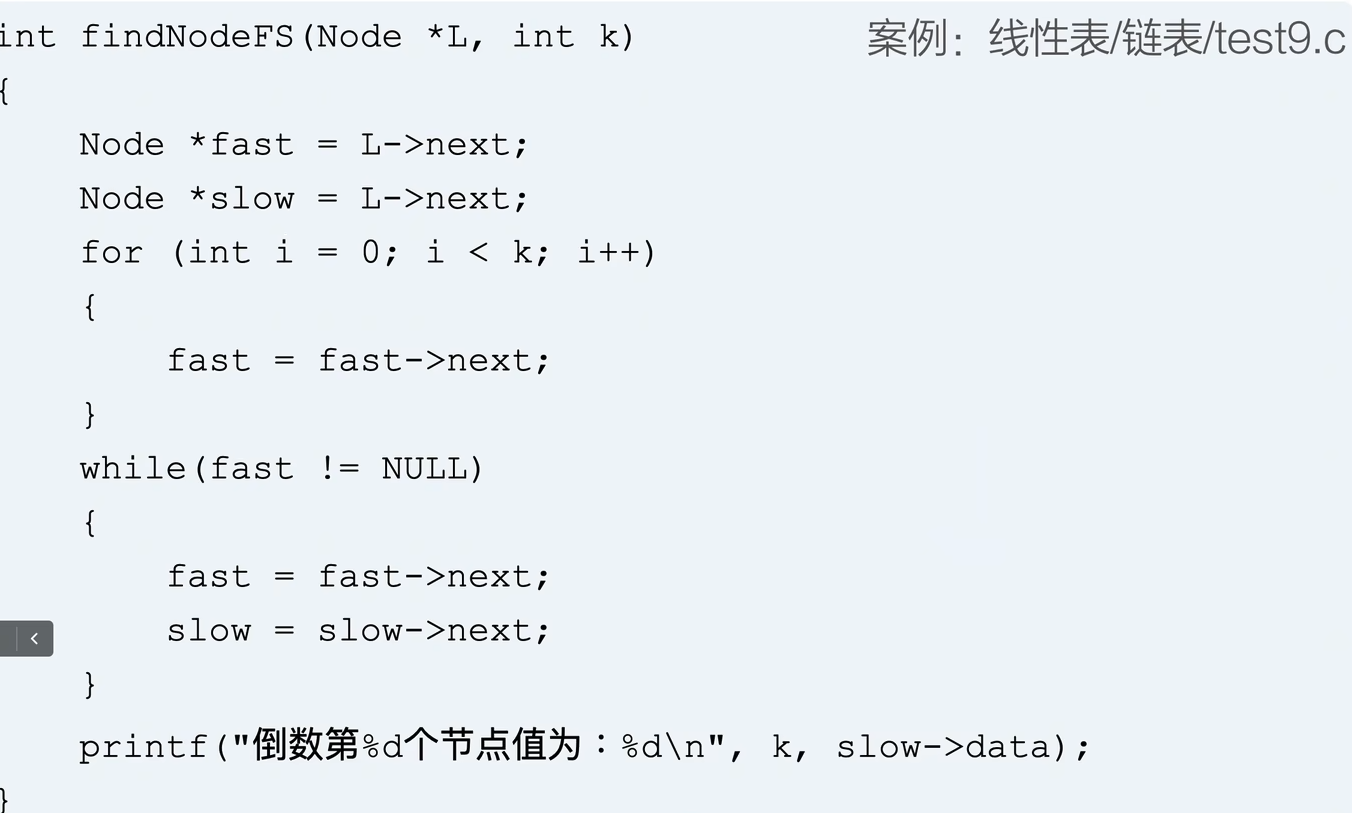 int findNodeFS(Node *L, int k)
案例：线性表/链表/test9.c
{
    Node *fast = L->next;
    Node *slow = L->next;
    for (int i = 0; i < k; i++)
    {
        fast = fast->next;
    }
    while(fast != NULL)
    {
        fast = fast->next;
        slow = slow->next;
    }
    printf("倒数第%d个节点值为：%d\n", k, slow->data);
}